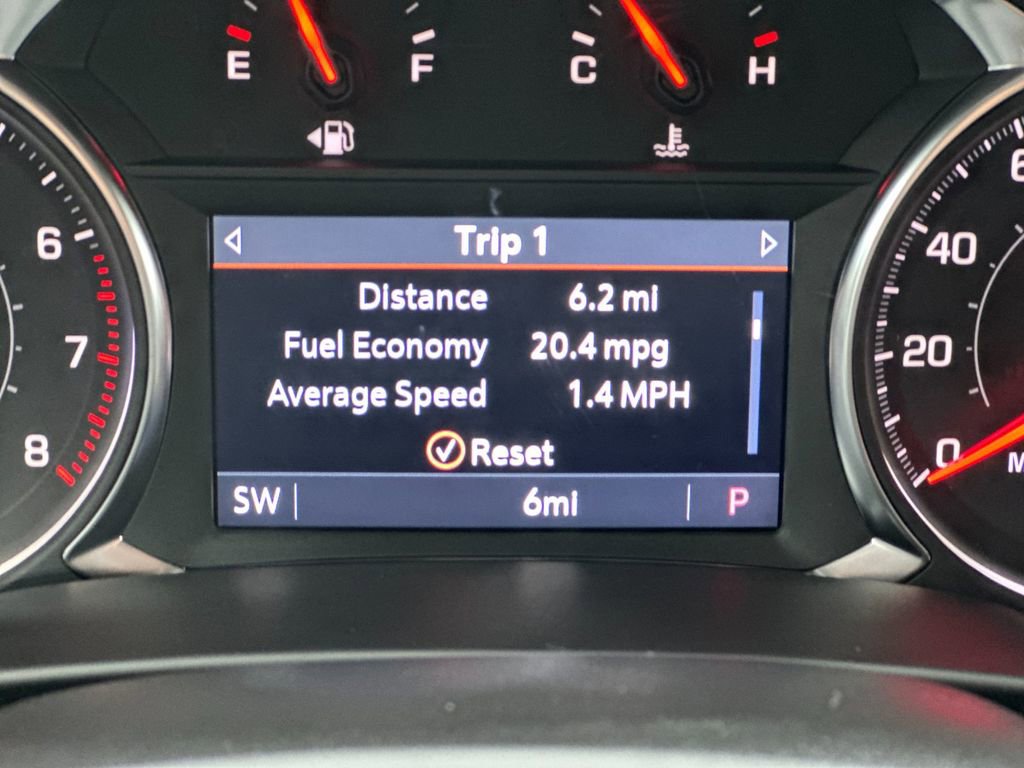 E F C H
6
7
8
Trip 1
Distance 6.2 mi
Fuel Economy 20.4 mpg
Average Speed 1.4 MPH
Reset
SW 6mi P
40
20
0